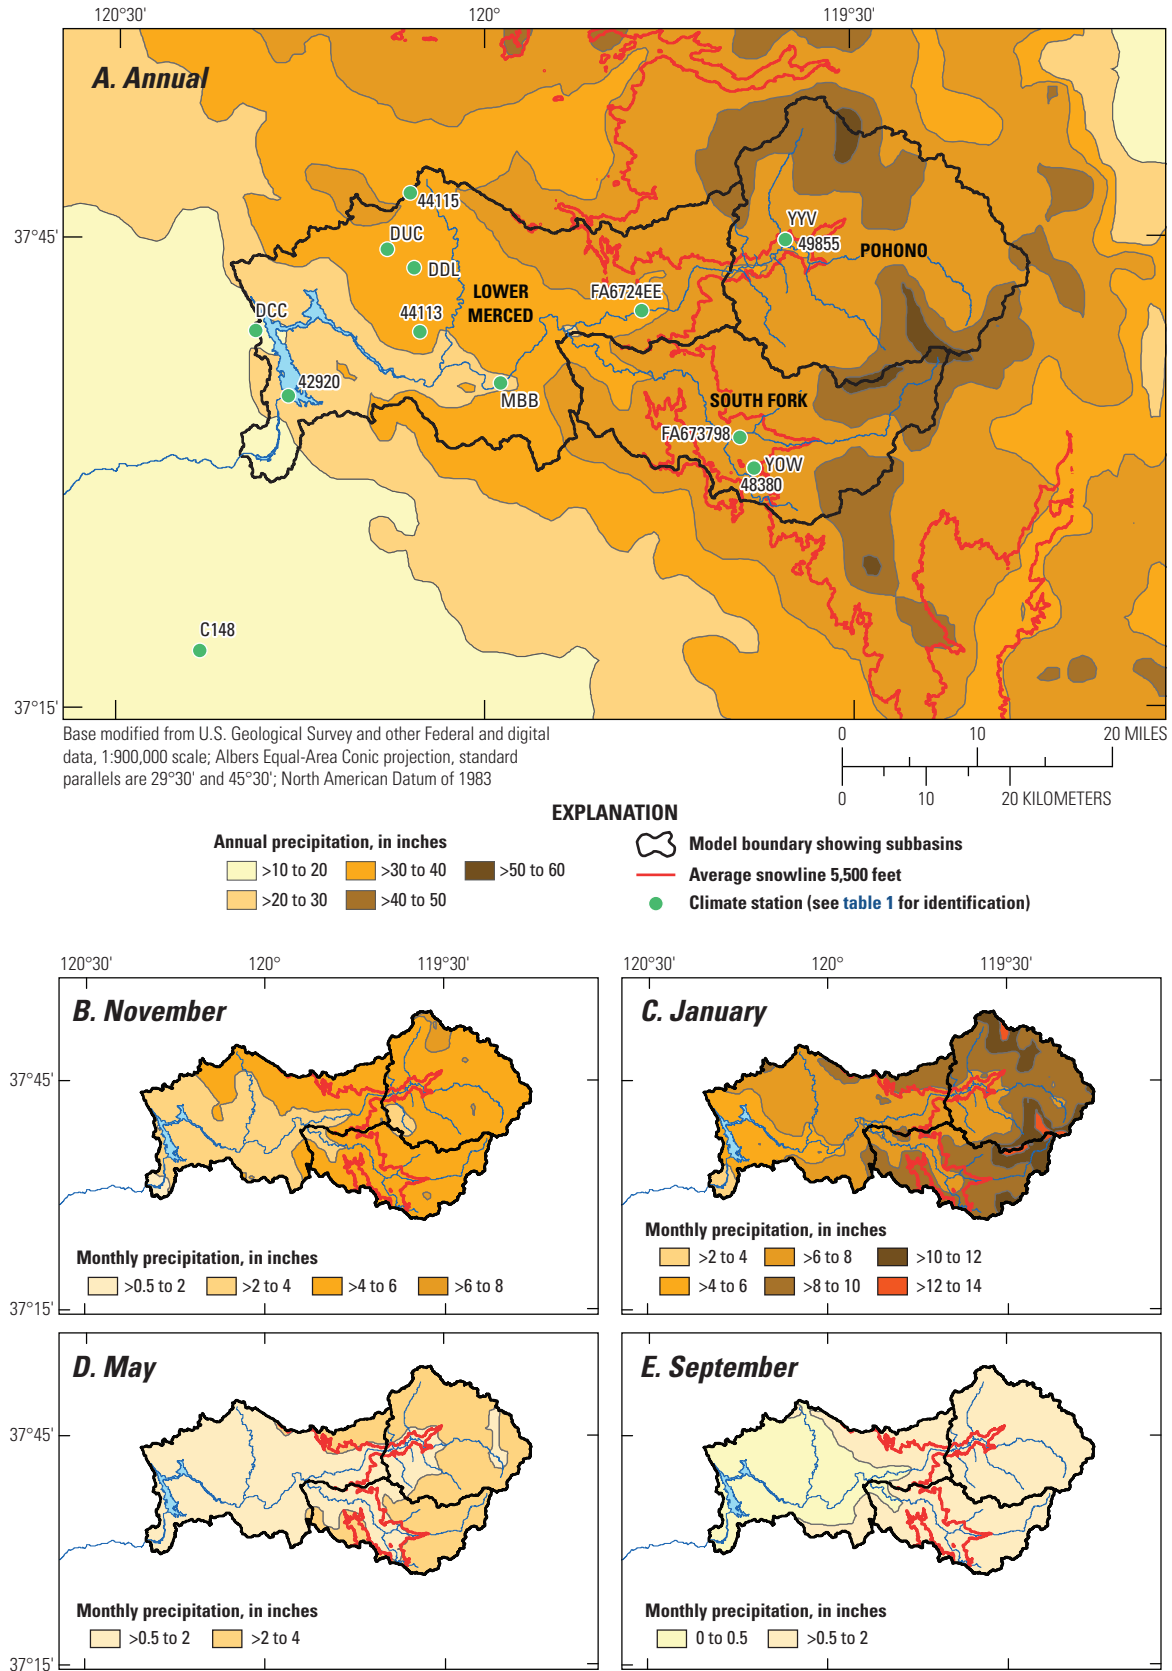 120°30' 120° 119°30'
A. Annual
44115
37°45'
DUC
YYV
49855
POHONO
DDL
LOWER
MERCED
FA6724EE
DCC
44113
42920
MBB
SOUTH FORK
FA673798
YOW
48380
C148
37°15'
Base modified from U.S. Geological Survey and other Federal and digital
data, 1:900,000 scale; Albers Equal-Area Conic projection, standard
parallels are 29°30' and 45°30'; North American Datum of 1983
0 10 20 MILES
0 10 20 KILOMETERS
EXPLANATION
Annual precipitation, in inches
>10 to 20 >30 to 40 >50 to 60
>20 to 30 >40 to 50
Model boundary showing subbasins
Average snowline 5,500 feet
Climate station (see table 1 for identification)
120°30' 120° 119°30'
B. November
37°45'
Monthly precipitation, in inches
>0.5 to 2 >2 to 4 >4 to 6 >6 to 8
37°15'
120°30' 120° 119°30'
C. January
37°45'
Monthly precipitation, in inches
>2 to 4 >6 to 8 >10 to 12
>4 to 6 >8 to 10 >12 to 14
37°15'
D. May
37°45'
Monthly precipitation, in inches
>0.5 to 2 >2 to 4
37°15'
E. September
37°45'
Monthly precipitation, in inches
0 to 0.5 >0.5 to 2
37°15'